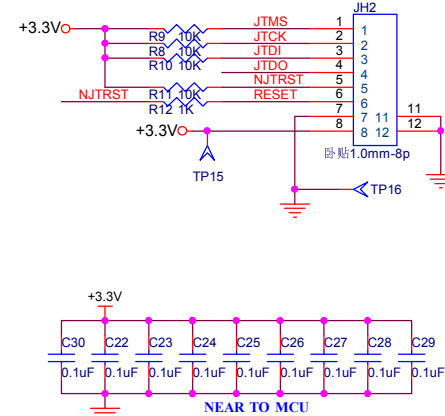 JH2
+3.3V
JTMS 1 1
R9 10K JTCK 2 2
R8 10K JTDI 3 3
R10 10K JTDO 4 4
NJTRST 5 5
NJTRST R11 10K RESET 6 6
R12 1K 7 7 11 11
+3.3V 8 8 12 12
卧贴1.0mm-8p
TP15
TP16
+3.3V
C30 C22 C23 C24 C25 C26 C27 C28 C29
0.1uF 0.1uF 0.1uF 0.1uF 0.1uF 0.1uF 0.1uF 0.1uF 0.1uF
NEAR TO MCU